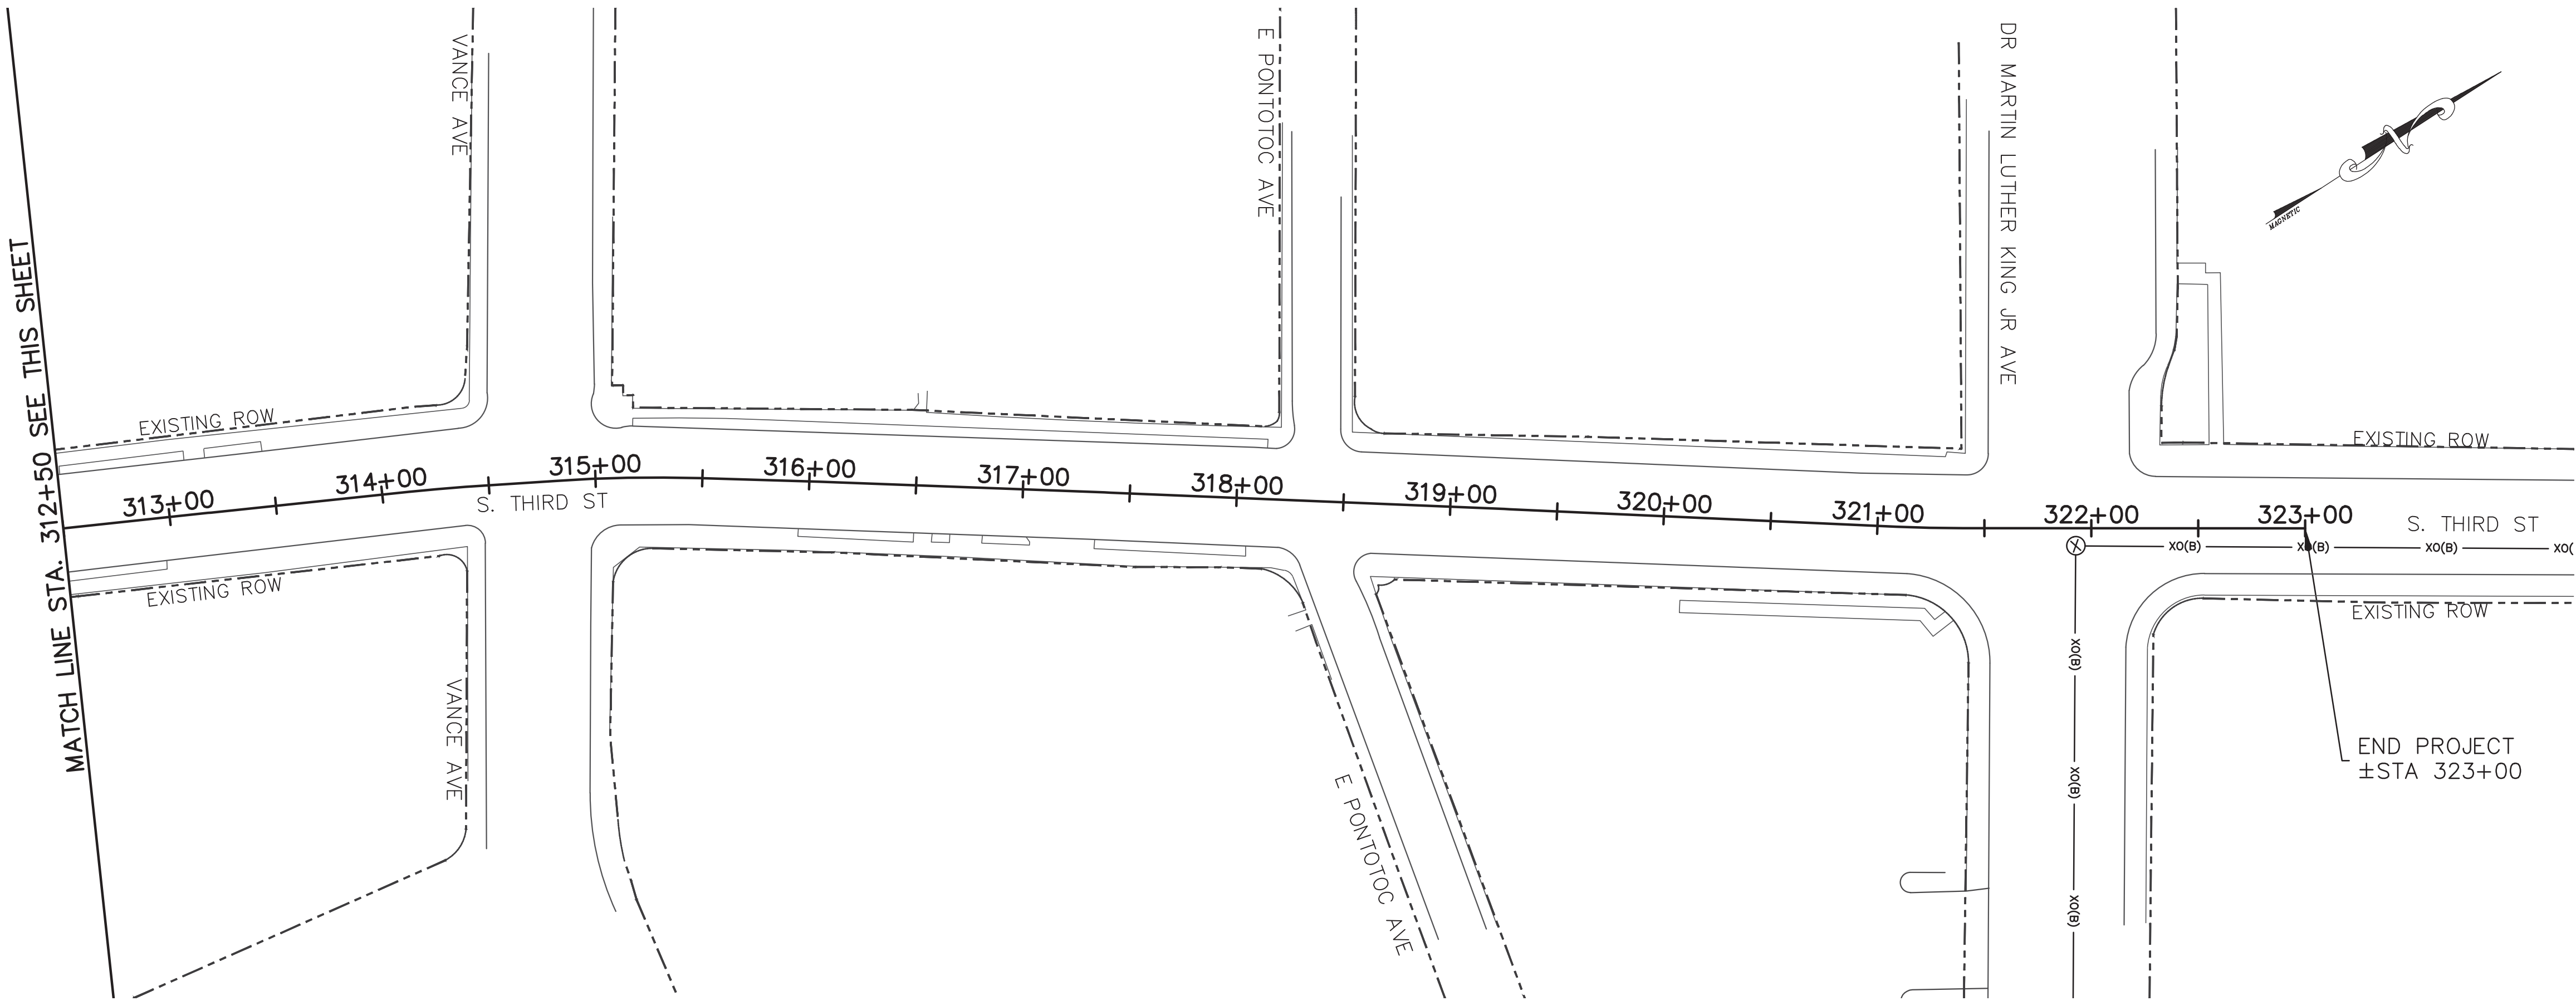 VANCE AVE
E PONTOTOC AVE
DR MARTIN LUTHER KING JR AVE
MAGNETIC
MATCH LINE STA. 312+50 SEE THIS SHEET
EXISTING ROW
EXISTING ROW
313+00
314+00
315+00
316+00
317+00
318+00
319+00
320+00
321+00
322+00
323+00
S. THIRD ST
S. THIRD ST
XO(B)
XO(B)
XO(B)
XO(
EXISTING ROW
EXISTING ROW
XO(B)
XO(B)
XO(B)
VANCE AVE
E PONTOTOC AVE
END PROJECT
±STA 323+00